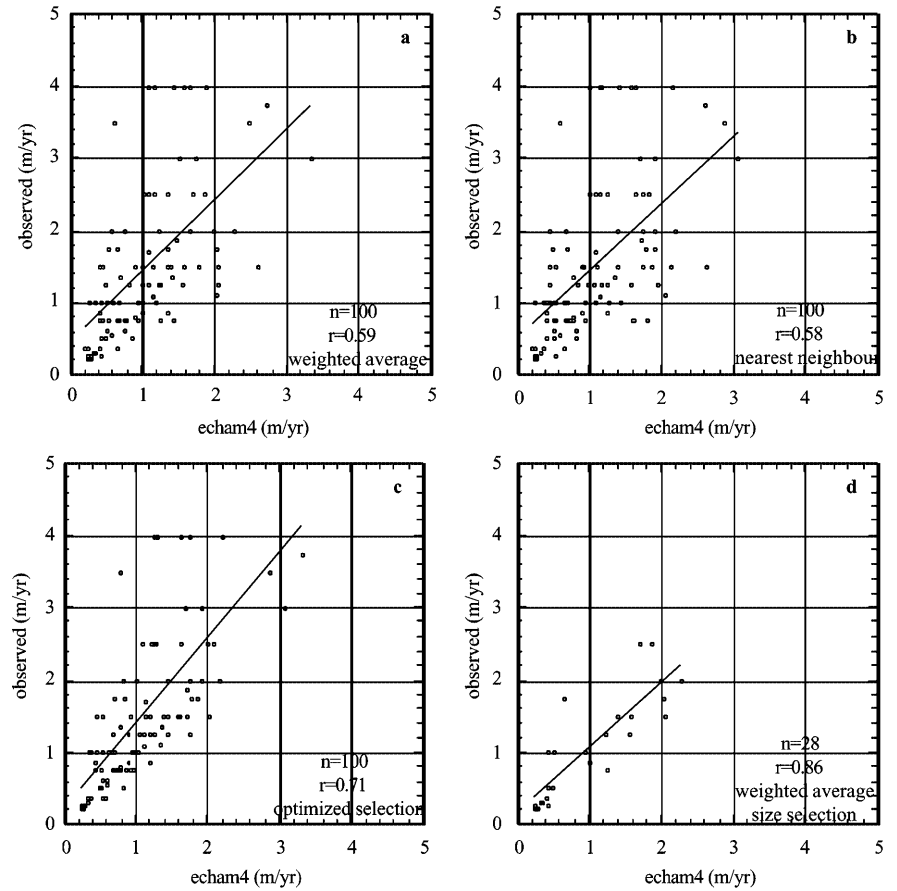 5
4
3
2
1
0
observed (m/yr)
a
n=100
r=0.59
weighted average
0 1 2 3 4 5
echam4 (m/yr)
5
4
3
2
1
0
observed (m/yr)
b
n=100
r=0.58
nearest neighbour
0 1 2 3 4 5
echam4 (m/yr)
5
4
3
2
1
0
observed (m/yr)
c
n=100
r=0.71
optimized selection
0 1 2 3 4 5
echam4 (m/yr)
5
4
3
2
1
0
observed (m/yr)
d
n=28
r=0.86
weighted average
size selection
0 1 2 3 4 5
echam4 (m/yr)